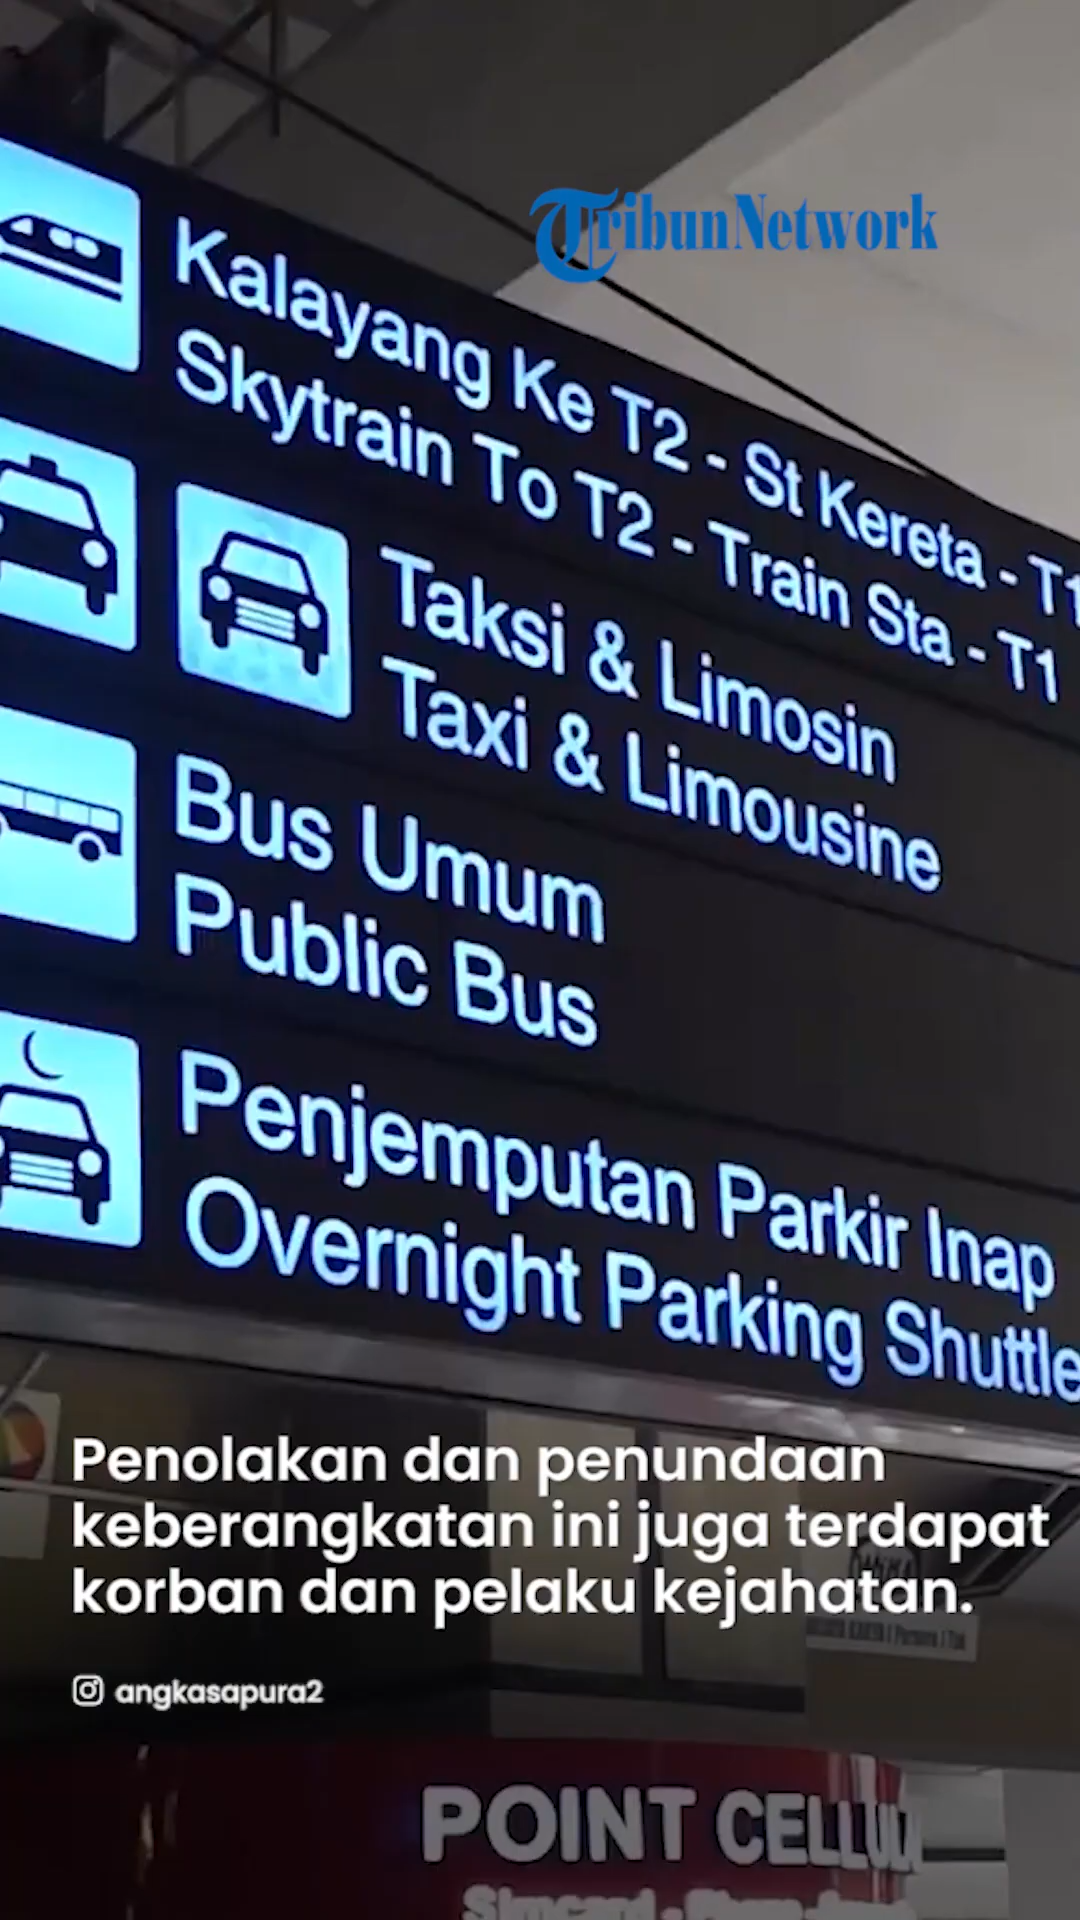 TribunNetwork
Kalayang Ke T2 - St Kereta - T1
Skytrain To T2 - Train Sta - T1
Taksi & Limosin
Taxi & Limousine
Bus Umum
Public Bus
Penjemputan Parkir Inap
Overnight Parking Shuttle
Penolakan dan penundaan
keberangkatan ini juga terdapat
korban dan pelaku kejahatan.
angkasapura2
POINT CELLULA